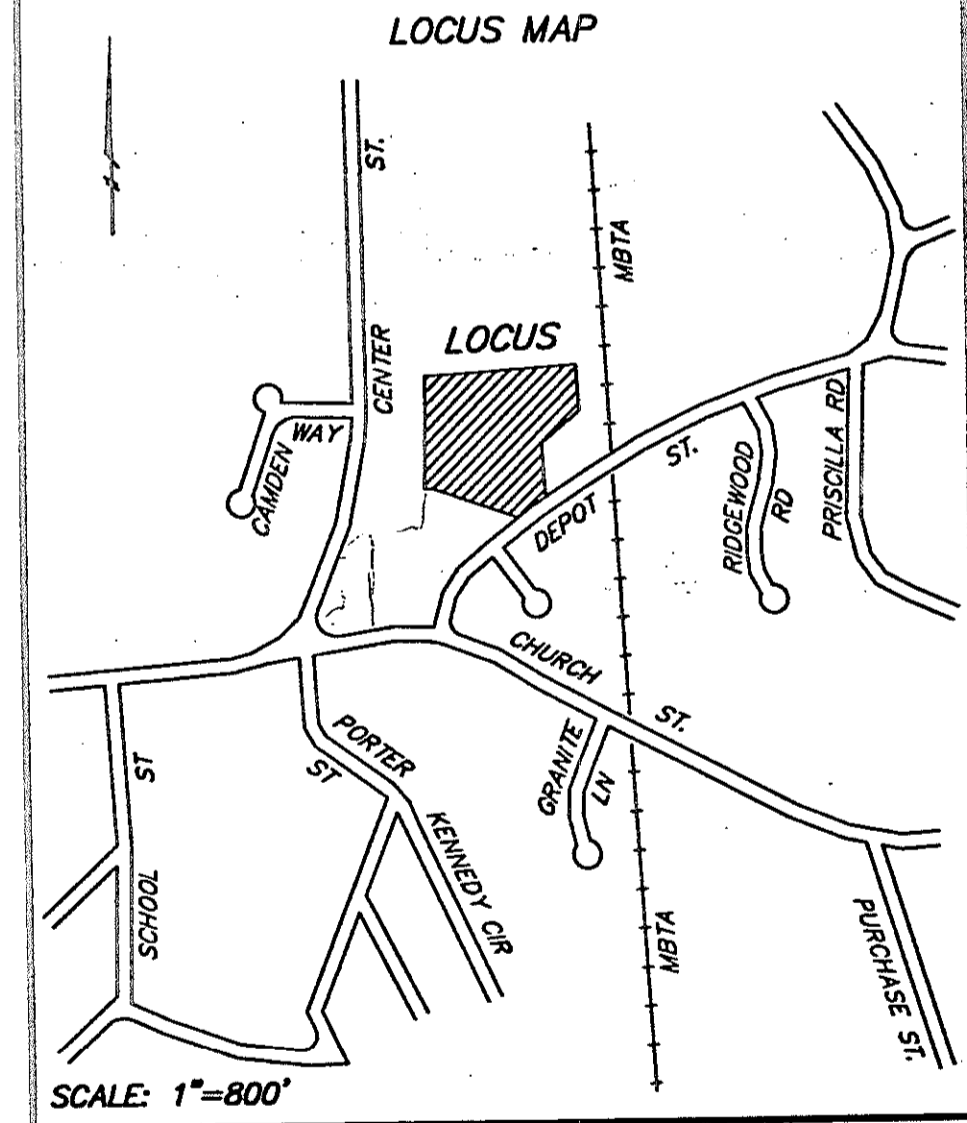 LOCUS MAP
ST.
MBTA
LOCUS
CENTER
WAY
CAMDEN
ST.
DEPOT
RIDGEWOOD
RD
PRISCILLA RD
CHURCH
ST.
PORTER
ST
GRANITE
LN
ST
KENNEDY CIR
SCHOOL
MBTA
PURCHASE ST.
SCALE: 1"=800'